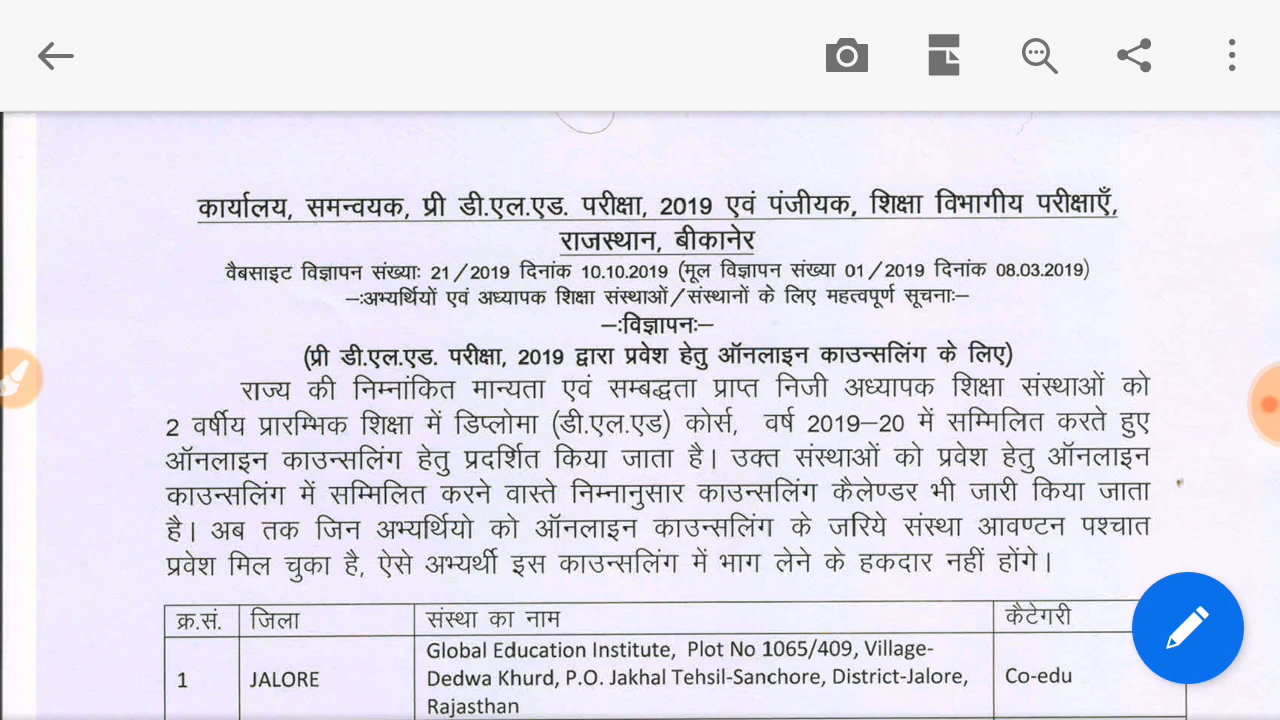 कार्यालय, समन्वयक, प्री डी.एल.एड. परीक्षा, 2019 एवं पंजीयक, शिक्षा विभागीय परीक्षाएँ,
राजस्थान, बीकानेर
वैबसाइट विज्ञापन संख्याः 21/2019 दिनांक 10.10.2019 (मूल विज्ञापन संख्या 01/2019 दिनांक 08.03.2019)
–ःअभ्यर्थियों एवं अध्यापक शिक्षा संस्थाओं/संस्थानों के लिए महत्वपूर्ण सूचनाः–
–ःविज्ञापनः–
(प्री डी.एल.एड. परीक्षा, 2019 द्वारा प्रवेश हेतु ऑनलाइन काउन्सलिंग के लिए)
राज्य की निम्नांकित मान्यता एवं सम्बद्धता प्राप्त निजी अध्यापक शिक्षा संस्थाओं को
2 वर्षीय प्रारम्भिक शिक्षा में डिप्लोमा (डी.एल.एड) कोर्स, वर्ष 2019–20 में सम्मिलित करते हुए
ऑनलाइन काउन्सलिंग हेतु प्रदर्शित किया जाता है। उक्त संस्थाओं को प्रवेश हेतु ऑनलाइन
काउन्सलिंग में सम्मिलित करने वास्ते निम्नानुसार काउन्सलिंग कैलेण्डर भी जारी किया जाता
है। अब तक जिन अभ्यर्थियो को ऑनलाइन काउन्सलिंग के जरिये संस्था आवण्टन पश्चात
प्रवेश मिल चुका है, ऐसे अभ्यर्थी इस काउन्सलिंग में भाग लेने के हकदार नहीं होंगे।
क्र.सं. जिला संस्था का नाम कैटेगरी
1 JALORE Global Education Institute, Plot No 1065/409, Village-
Dedwa Khurd, P.O. Jakhal Tehsil-Sanchore, District-Jalore,
Rajasthan Co-edu